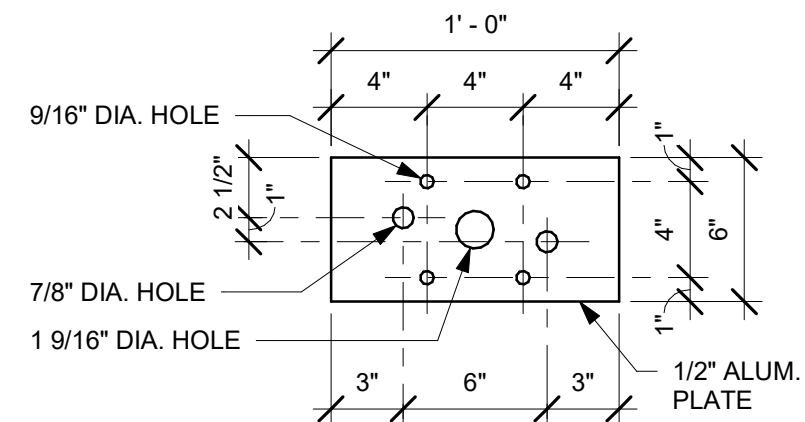 1' - 0"
4" 4" 4"
9/16" DIA. HOLE
1"
2 1/2"
1"
4"
6"
7/8" DIA. HOLE
1"
1 9/16" DIA. HOLE
3" 6" 3"
1/2" ALUM.
PLATE